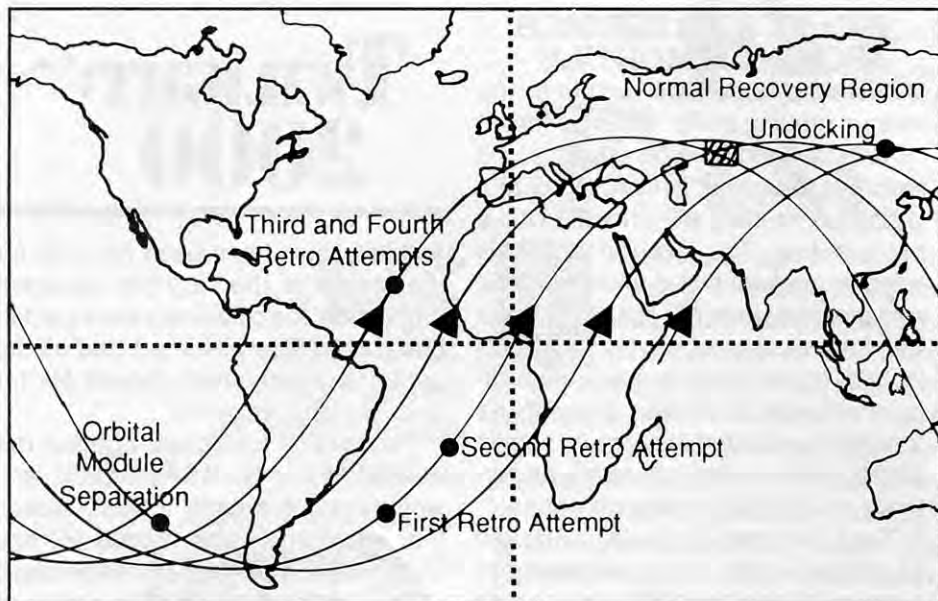 Normal Recovery Region
Undocking
Third and Fourth
Retro Attempts
Orbital
Module
Separation
Second Retro Attempt
First Retro Attempt